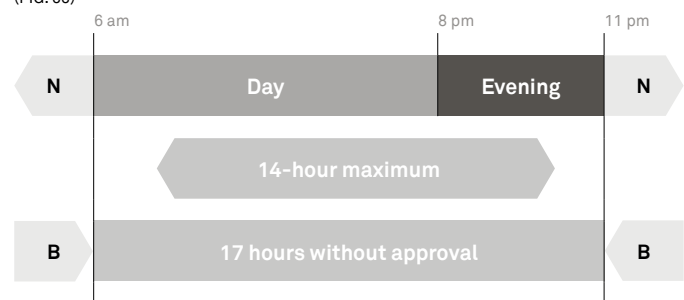 6 am 8 pm 11 pm
N Day Evening N
14-hour maximum
B 17 hours without approval B